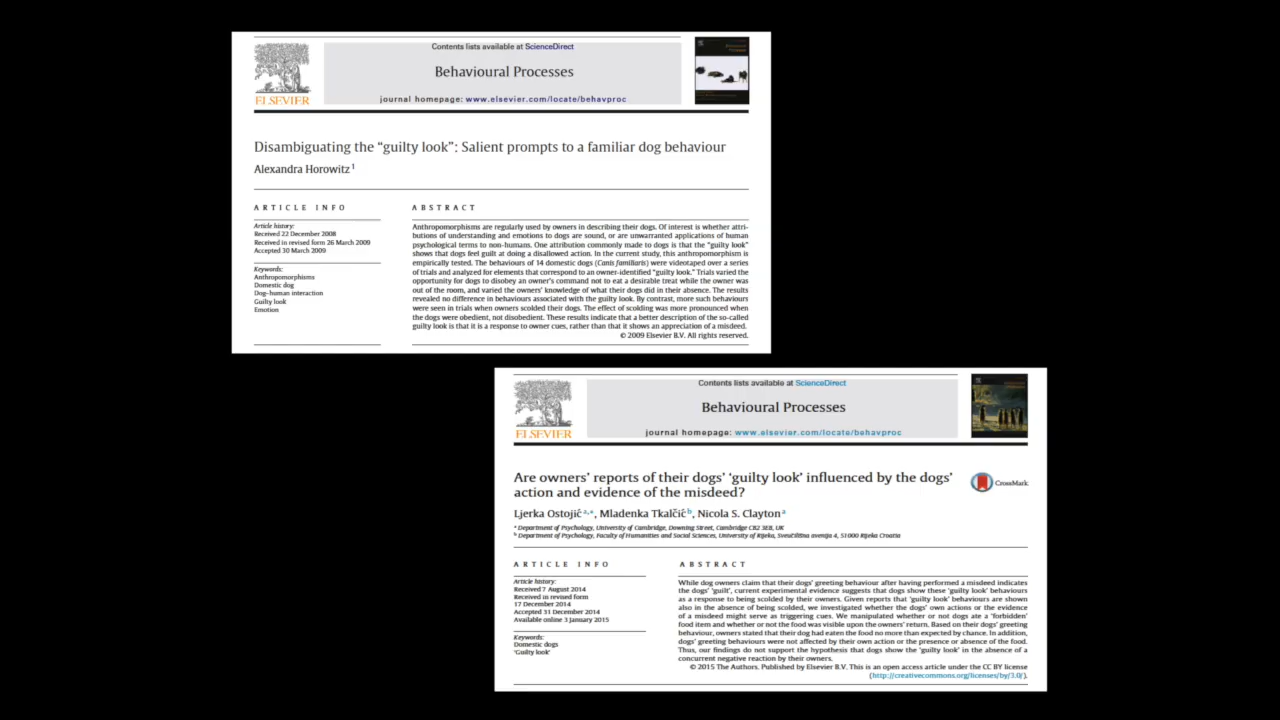 Contents lists available at ScienceDirect
Behavioural Processes
journal homepage: www.elsevier.com/locate/behavproc
ELSEVIER
Disambiguating the “guilty look”: Salient prompts to a familiar dog behaviour
Alexandra Horowitz 1
ARTICLE INFO
Article history:
Received 22 December 2008
Received in revised form 26 March 2009
Accepted 30 March 2009
Keywords:
Anthropomorphisms
Domestic dog
Dog–human interaction
Guilty look
Emotion
ABSTRACT
Anthropomorphisms are regularly used by owners in describing their dogs. Of interest is whether attri-
butions of understanding and emotions to dogs are sound, or are unwarranted applications of human
psychological terms to non-humans. One attribution commonly made to dogs is that the “guilty look”
shows that dogs feel guilt at doing a disallowed action. In the current study, this anthropomorphism is
empirically tested. The behaviours of 14 domestic dogs (Canis familiaris) were videotaped over a series
of trials and analyzed for elements that correspond to an owner-identified “guilty look.” Trials varied the
opportunity for dogs to disobey an owner’s command not to eat a desirable treat while the owner was
out of the room, and varied the owners’ knowledge of what their dogs did in their absence. The results
revealed no difference in behaviours associated with the guilty look. By contrast, more such behaviours
were seen in trials when owners scolded their dogs. The effect of scolding was more pronounced when
the dogs were obedient, not disobedient. These results indicate that a better description of the so-called
guilty look is that it is a response to owner cues, rather than that it shows an appreciation of a misdeed.
© 2009 Elsevier B.V. All rights reserved.
Contents lists available at ScienceDirect
Behavioural Processes
journal homepage: www.elsevier.com/locate/behavproc
ELSEVIER
Are owners’ reports of their dogs’ ‘guilty look’ influenced by the dogs’
action and evidence of the misdeed?
CrossMark
Ljerka Ostojić a,*, Mladenka Tkalčić b, Nicola S. Clayton a
a Department of Psychology, University of Cambridge, Downing Street, Cambridge CB2 3EB, UK
b Department of Psychology, Faculty of Humanities and Social Sciences, University of Rijeka, Sveučilišna avenija 4, 51000 Rijeka Croatia
ARTICLE INFO
Article history:
Received 7 August 2014
Received in revised form
17 December 2014
Accepted 31 December 2014
Available online 3 January 2015
Keywords:
Domestic dogs
‘Guilty look’
ABSTRACT
While dog owners claim that their dogs’ greeting behaviour after having performed a misdeed indicates
the dogs’ ‘guilt’, current experimental evidence suggests that dogs show these ‘guilty look’ behaviours
as a response to being scolded by their owners. Given reports that ‘guilty look’ behaviours are shown
also in the absence of being scolded, we investigated whether the dogs’ own actions or the evidence
of a misdeed might serve as triggering cues. We manipulated whether or not dogs ate a ‘forbidden’
food item and whether or not the food was visible upon the owners’ return. Based on their dogs’ greeting
behaviour, owners stated that their dog had eaten the food no more than expected by chance. In addition,
dogs’ greeting behaviours were not affected by their own action or the presence or absence of the food.
Thus, our findings do not support the hypothesis that dogs show the ‘guilty look’ in the absence of a
concurrent negative reaction by their owners.
© 2015 The Authors. Published by Elsevier B.V. This is an open access article under the CC BY license
(http://creativecommons.org/licenses/by/3.0/).